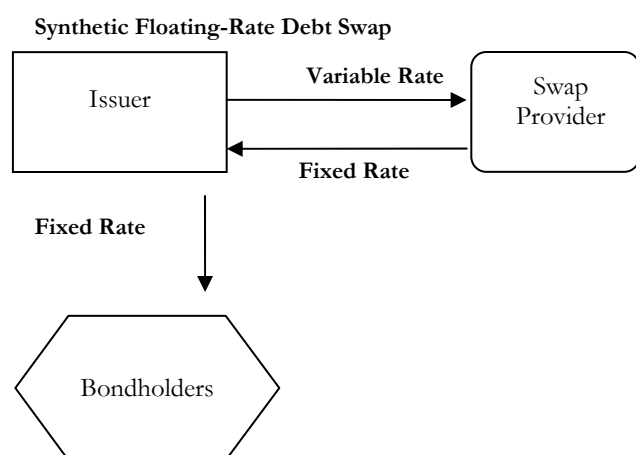 Synthetic Floating-Rate Debt Swap
Issuer
Variable Rate
Swap
Provider
Fixed Rate
Fixed Rate
Bondholders